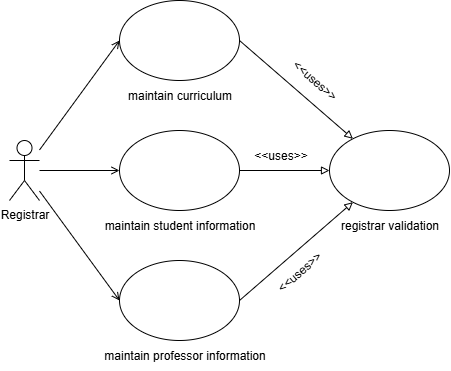 maintain curriculum
<<uses>>
Registrar
<<uses>>
maintain student information
registrar validation
<<uses>>
maintain professor information